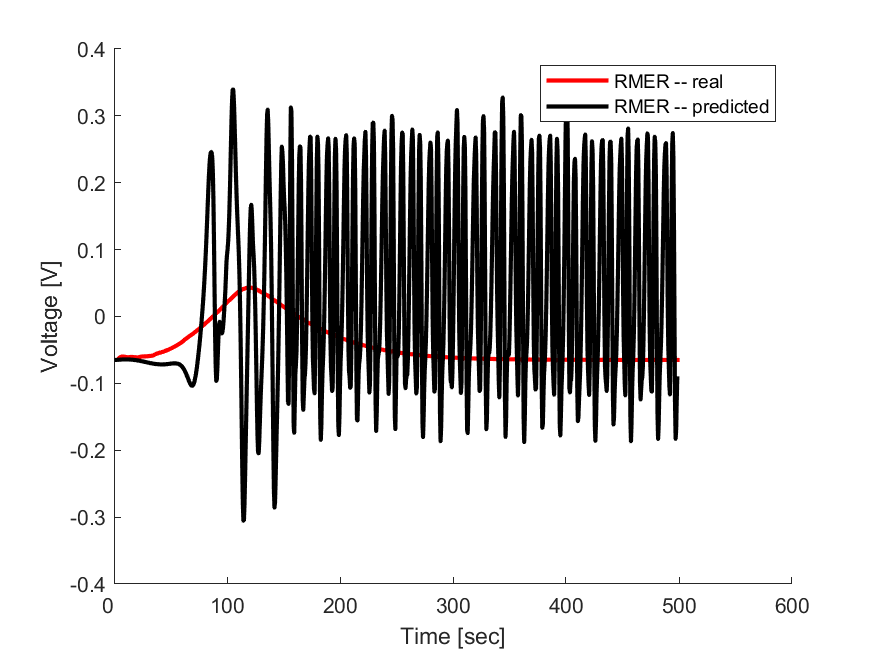 0.4
0.3
0.2
0.1
0
-0.1
-0.2
-0.3
-0.4
Voltage [V]
RMER -- real
RMER -- predicted
0 100 200 300 400 500 600
Time [sec]